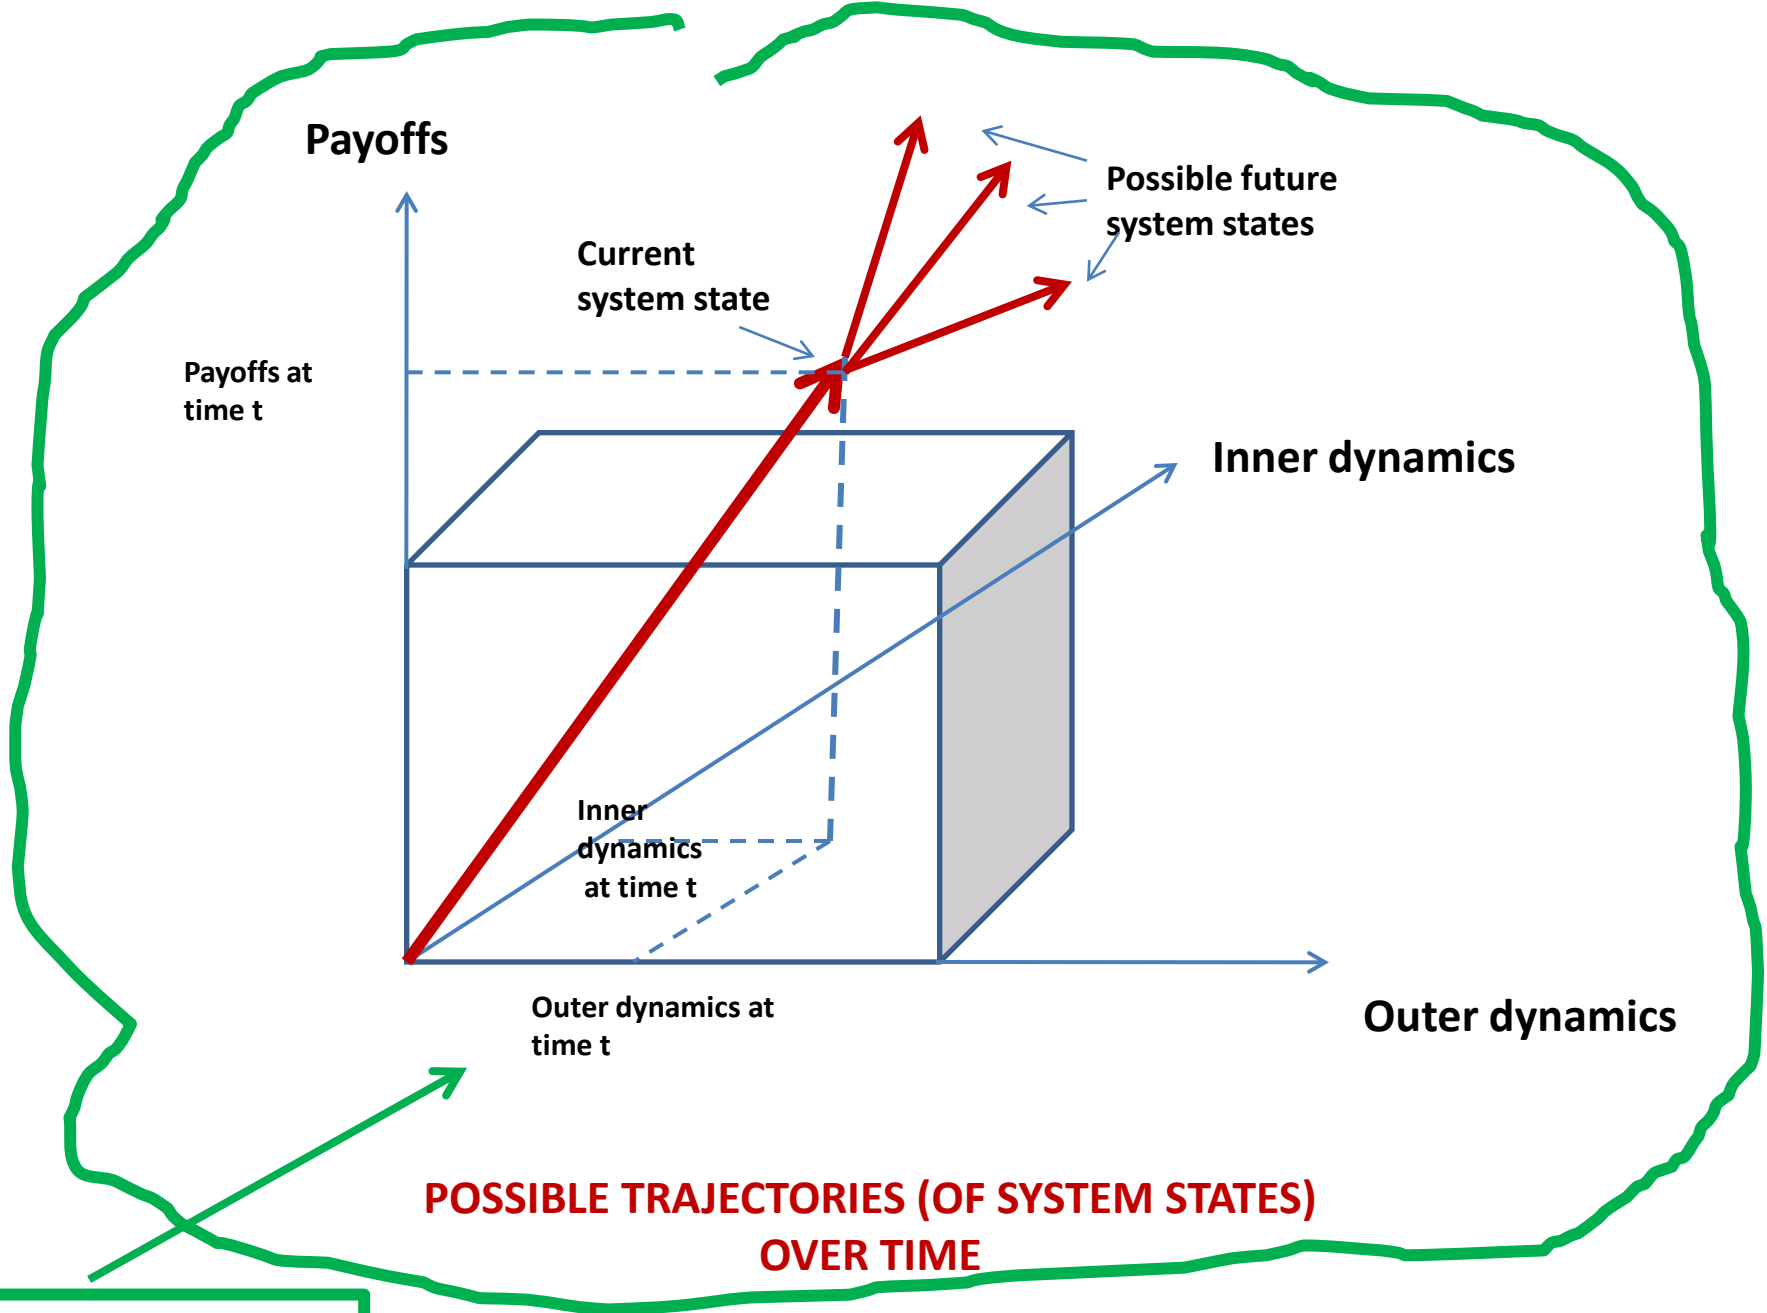 Payoffs
Possible future
system states
Current
system state
Payoffs at
time t
Inner dynamics
Inner
dynamics
at time t
Outer dynamics at
time t
Outer dynamics
POSSIBLE TRAJECTORIES (OF SYSTEM STATES)
OVER TIME